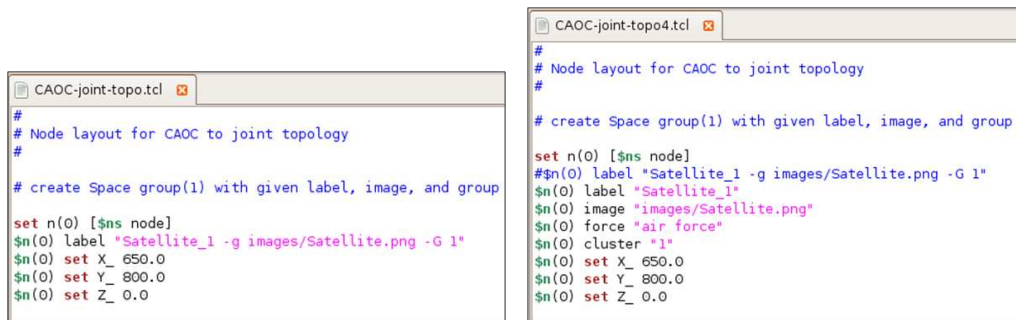 CAOC-joint-topo.tcl
#
# Node layout for CAOC to joint topology
#
# create Space group(1) with given label, image, and group
set n(0) [$ns node]
$n(0) label "Satellite_1 -g images/Satellite.png -G 1"
$n(0) set X_ 650.0
$n(0) set Y_ 800.0
$n(0) set Z_ 0.0
CAOC-joint-topo4.tcl
#
# Node layout for CAOC to joint topology
#
# create Space group(1) with given label, image, and group
set n(0) [$ns node]
#$n(0) label "Satellite_1 -g images/Satellite.png -G 1"
$n(0) label "Satellite_1"
$n(0) image "images/Satellite.png"
$n(0) force "air force"
$n(0) cluster "1"
$n(0) set X_ 650.0
$n(0) set Y_ 800.0
$n(0) set Z_ 0.0